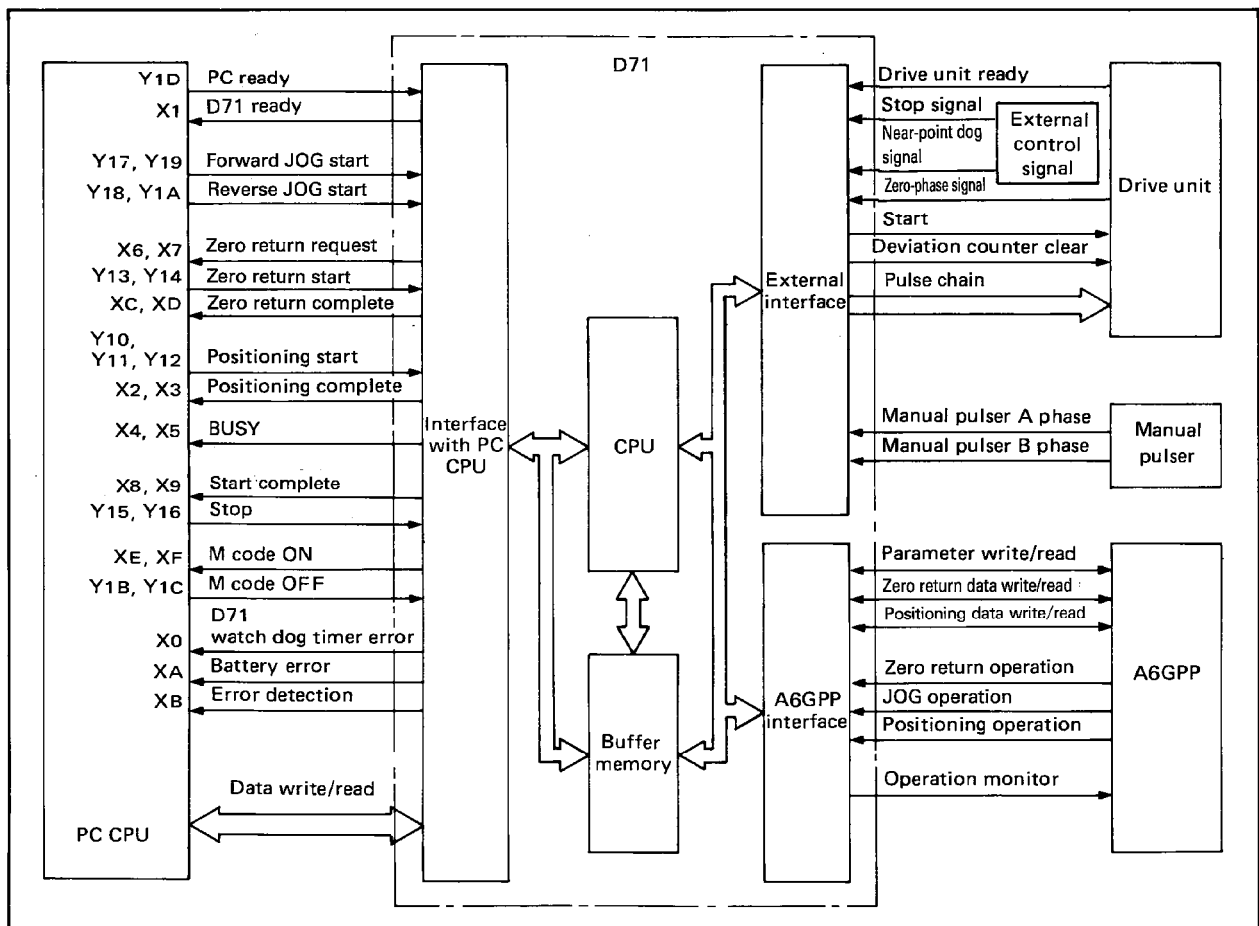 D71
Y1D PC ready
X1 D71 ready
Y17, Y19 Forward JOG start
Y18, Y1A Reverse JOG start
X6, X7 Zero return request
Y13, Y14 Zero return start
XC, XD Zero return complete
Y10,
Y11, Y12 Positioning start
X2, X3 Positioning complete
X4, X5 BUSY
X8, X9 Start complete
Y15, Y16 Stop
XE, XF M code ON
Y1B, Y1C M code OFF
D71
X0 watch dog timer error
XA Battery error
XB Error detection
Data write/read
PC CPU
Interface
with PC
CPU
CPU
Buffer
memory
External
interface
A6GPP
interface
Drive unit ready
Stop signal
Near-point dog
signal
Zero-phase signal
External
control
signal
Start
Deviation counter clear
Pulse chain
Drive unit
Manual pulser A phase
Manual pulser B phase
Manual
pulser
Parameter write/read
Zero return data write/read
Positioning data write/read
Zero return operation
JOG operation
Positioning operation
Operation monitor
A6GPP